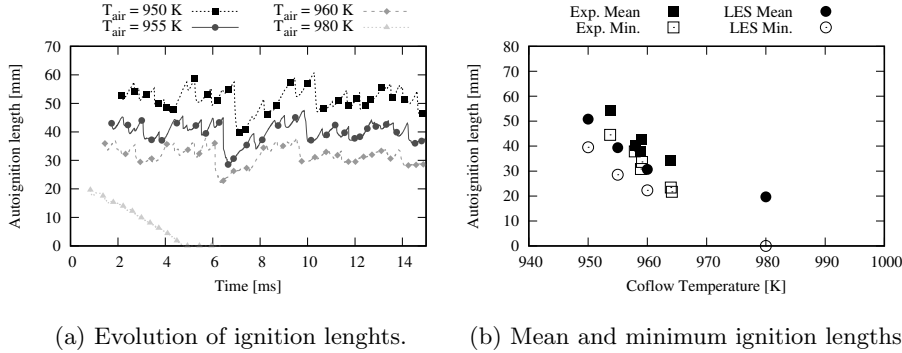 T_air = 950 K
T_air = 960 K
T_air = 955 K
T_air = 980 K
Autoignition length [mm]
70
60
50
40
30
20
10
0
2
4
6
8
10
12
14
Time [ms]
(a) Evolution of ignition lenghts.
Exp. Mean
LES Mean
Exp. Min.
LES Min.
Autoignition length [mm]
80
70
60
50
40
30
20
10
0
940
950
960
970
980
990
1000
Coflow Temperature [K]
(b) Mean and minimum ignition lengths